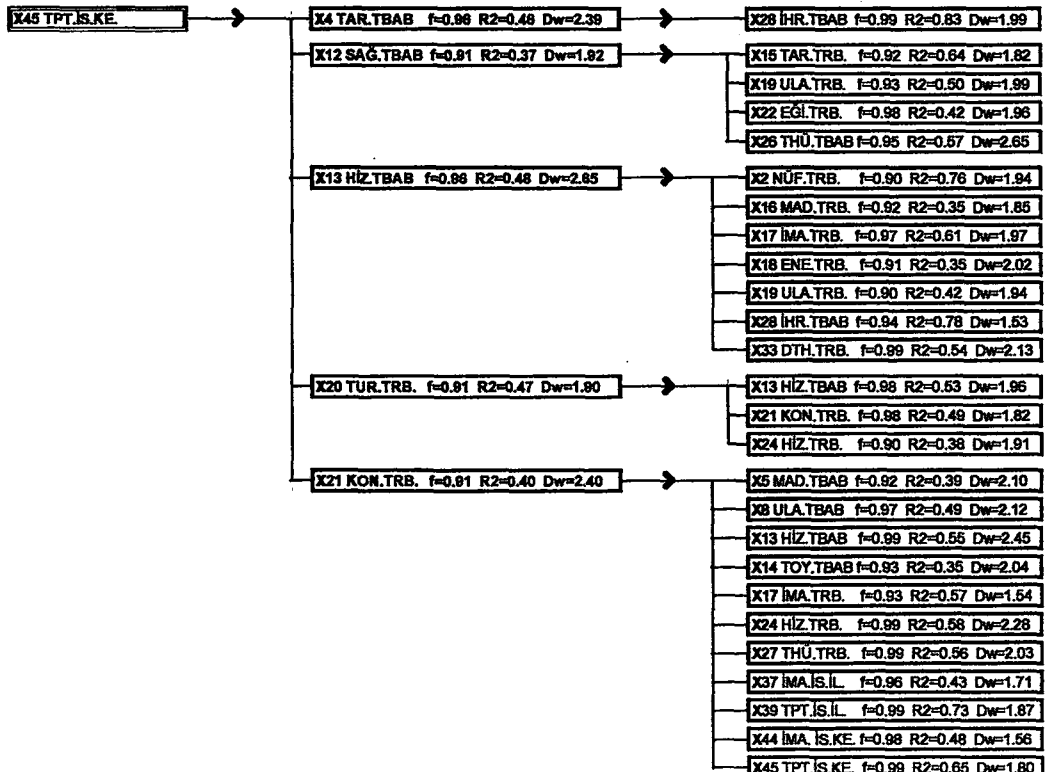 X45 TPT.İS.KE.
X4 TAR.TBAB f=0.96 R2=0.46 Dw=2.39
X28 İHR.TBAB f=0.99 R2=0.83 Dw=1.99
X12 SAĞ.TBAB f=0.91 R2=0.37 Dw=1.92
X15 TAR.TRB. f=0.92 R2=0.64 Dw=1.82
X19 ULA.TRB. f=0.93 R2=0.50 Dw=1.99
X22 EĞİ.TRB. f=0.98 R2=0.42 Dw=1.96
X26 THÜ.TBAB f=0.95 R2=0.57 Dw=2.65
X13 HİZ.TBAB f=0.96 R2=0.48 Dw=2.65
X2 NÜF.TRB. f=0.90 R2=0.76 Dw=1.94
X16 MAD.TRB. f=0.92 R2=0.35 Dw=1.85
X17 İMA.TRB. f=0.97 R2=0.61 Dw=1.97
X18 ENE.TRB. f=0.91 R2=0.35 Dw=2.02
X19 ULA.TRB. f=0.90 R2=0.42 Dw=1.94
X28 İHR.TBAB f=0.94 R2=0.78 Dw=1.53
X33 DTH.TRB. f=0.99 R2=0.54 Dw=2.13
X20 TUR.TRB. f=0.91 R2=0.47 Dw=1.90
X13 HİZ.TBAB f=0.98 R2=0.53 Dw=1.96
X21 KON.TRB. f=0.98 R2=0.49 Dw=1.82
X24 HİZ.TRB. f=0.90 R2=0.38 Dw=1.91
X21 KON.TRB. f=0.91 R2=0.40 Dw=2.40
X5 MAD.TBAB f=0.92 R2=0.39 Dw=2.10
X8 ULA.TBAB f=0.97 R2=0.49 Dw=2.12
X13 HİZ.TBAB f=0.99 R2=0.55 Dw=2.45
X14 TOY.TBAB f=0.93 R2=0.35 Dw=2.04
X17 İMA.TRB. f=0.93 R2=0.57 Dw=1.54
X24 HİZ.TRB. f=0.99 R2=0.58 Dw=2.28
X27 THÜ.TRB. f=0.99 R2=0.56 Dw=2.03
X37 İMA.İS.İL. f=0.96 R2=0.43 Dw=1.71
X39 TPT.İS.İL. f=0.99 R2=0.73 Dw=1.87
X44 İMA. İS.KE. f=0.98 R2=0.48 Dw=1.56
X45 TPT.İS.KE. f=0.99 R2=0.65 Dw=1.80